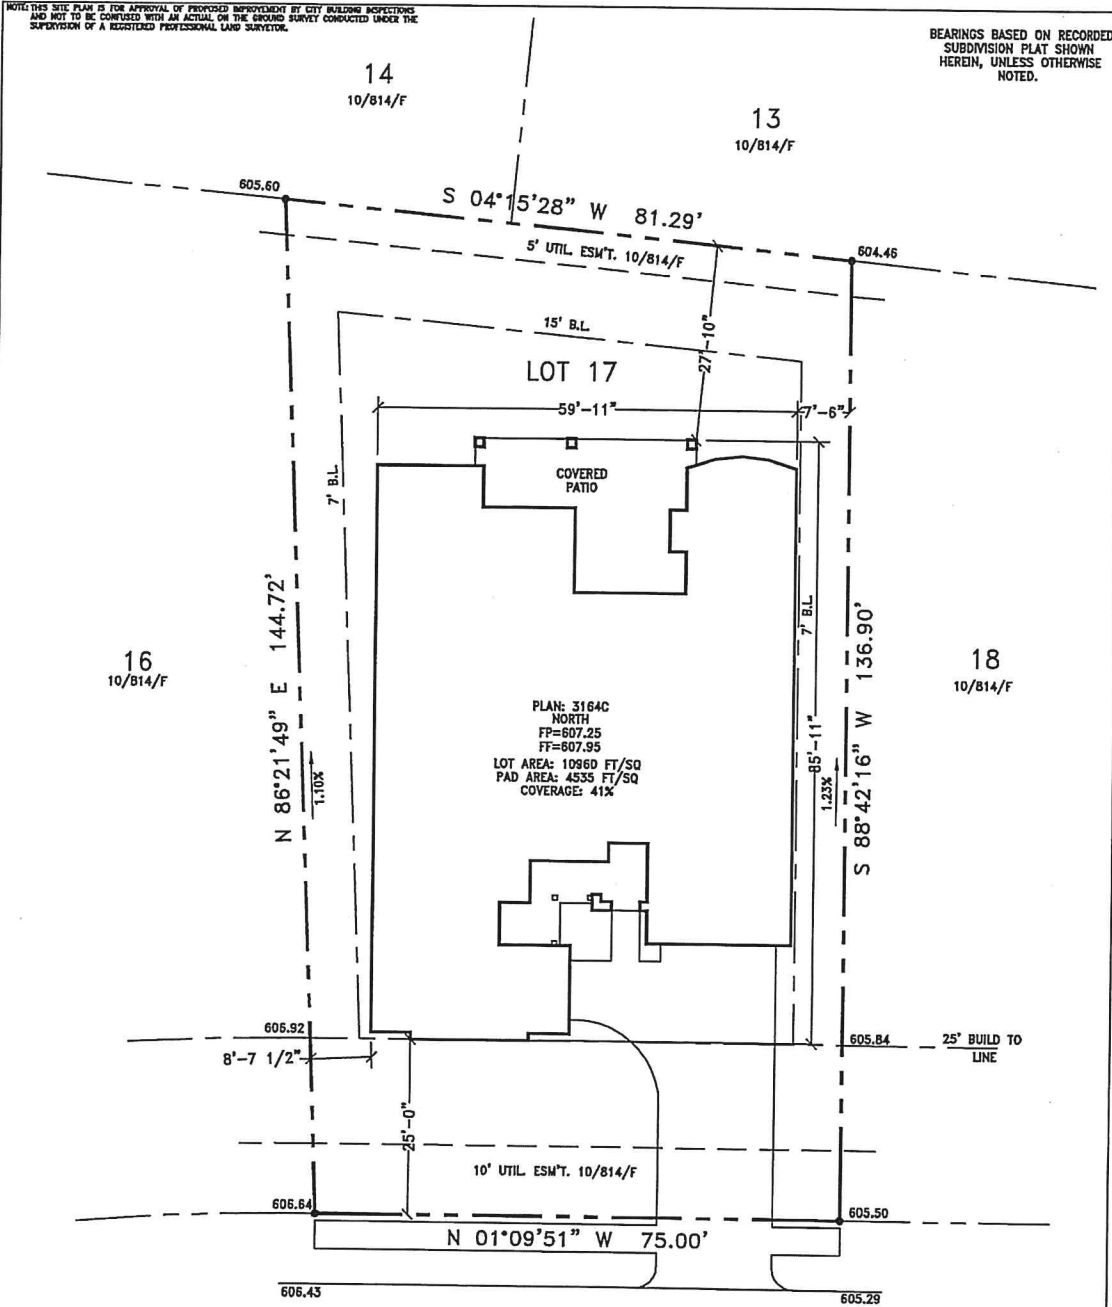 NOTE: THIS SITE PLAN IS FOR APPROVAL OF PROPOSED IMPROVEMENT BY CITY BUILDING INSPECTIONS
AND NOT TO BE CONFUSED WITH AN ACTUAL ON THE GROUND SURVEY CONDUCTED UNDER THE
SUPERVISION OF A REGISTERED PROFESSIONAL LAND SURVEYOR.
BEARINGS BASED ON RECORDED
SUBDIVISION PLAT SHOWN
HEREIN, UNLESS OTHERWISE
NOTED.
14
10/814/F
13
10/814/F
605.60
S 04°15'28" W 81.29'
604.46
5' UTIL. ESM'T. 10/814/F
15' B.L.
27'-10"
LOT 17
59'-11"
7'-6"
COVERED
PATIO
7' B.L.
7' B.L.
N 86°21'49" E 144.72'
S 88°42'16" W 136.90'
16
10/814/F
18
10/814/F
PLAN: 3164C
NORTH
FP=607.25
FF=607.95
LOT AREA: 10960 FT/SQ
PAD AREA: 4535 FT/SQ
COVERAGE: 41%
85'-11"
1.10%
1.23%
606.92
605.84
25' BUILD TO
LINE
8'-7 1/2"
25'-0"
10' UTIL. ESM'T. 10/814/F
606.64
605.50
N 01°09'51" W 75.00'
606.43
605.29